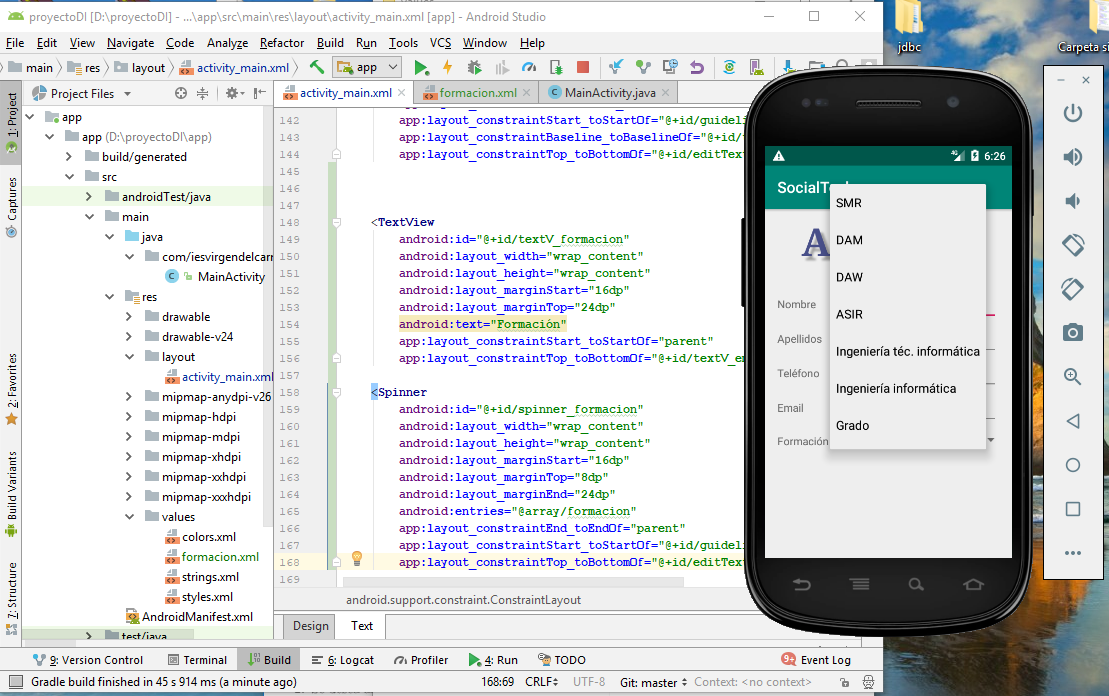 proyectoDI [D:\proyectoDI] - ...\app\src\main\res\layout\activity_main.xml [app] - Android Studio
File Edit View Navigate Code Analyze Refactor Build Run Tools VCS Window Help
main res layout activity_main.xml app
Project Files
activity_main.xml formacion.xml MainActivity.java
1: Project
Captures
2: Favorites
Build Variants
7: Structure
app
app (D:\proyectoDI\app)
build/generated
src
androidTest/java
main
java
com/iesvirgendelcarr
MainActivity
res
drawable
drawable-v24
layout
activity_main.xml
mipmap-anydpi-v26
mipmap-hdpi
mipmap-mdpi
mipmap-xhdpi
mipmap-xxhdpi
mipmap-xxxhdpi
values
colors.xml
formacion.xml
strings.xml
styles.xml
AndroidManifest.xml
test/java
142 app:layout_constraintStart_toStartOf="@+id/guideli
143 app:layout_constraintBaseline_toBaselineOf="@+id/
144 app:layout_constraintTop_toBottomOf="@+id/editTex
145
146
147
148 <TextView
149 android:id="@+id/textV_formacion"
150 android:layout_width="wrap_content"
151 android:layout_height="wrap_content"
152 android:layout_marginStart="16dp"
153 android:layout_marginTop="24dp"
154 android:text="Formación"
155 app:layout_constraintStart_toStartOf="parent"
156 app:layout_constraintTop_toBottomOf="@+id/textV_e
157
158 <Spinner
159 android:id="@+id/spinner_formacion"
160 android:layout_width="wrap_content"
161 android:layout_height="wrap_content"
162 android:layout_marginStart="16dp"
163 android:layout_marginTop="8dp"
164 android:layout_marginEnd="24dp"
165 android:entries="@array/formacion"
166 app:layout_constraintEnd_toEndOf="parent"
167 app:layout_constraintStart_toStartOf="@+id/guideli
168 app:layout_constraintTop_toBottomOf="@+id/editTex
169
android.support.constraint.ConstraintLayout
Design Text
9: Version Control Terminal Build 6: Logcat Profiler 4: Run TODO 9+ Event Log
Gradle build finished in 45 s 914 ms (a minute ago) 168:69 CRLF UTF-8 Git: master Context: <no context>
jdbc
Carpeta si
4G 6:26
A
Nombre
Apellidos
Teléfono
Email
Formación
SMR
DAM
DAW
ASIR
Ingeniería téc. informática
Ingeniería informática
Grado